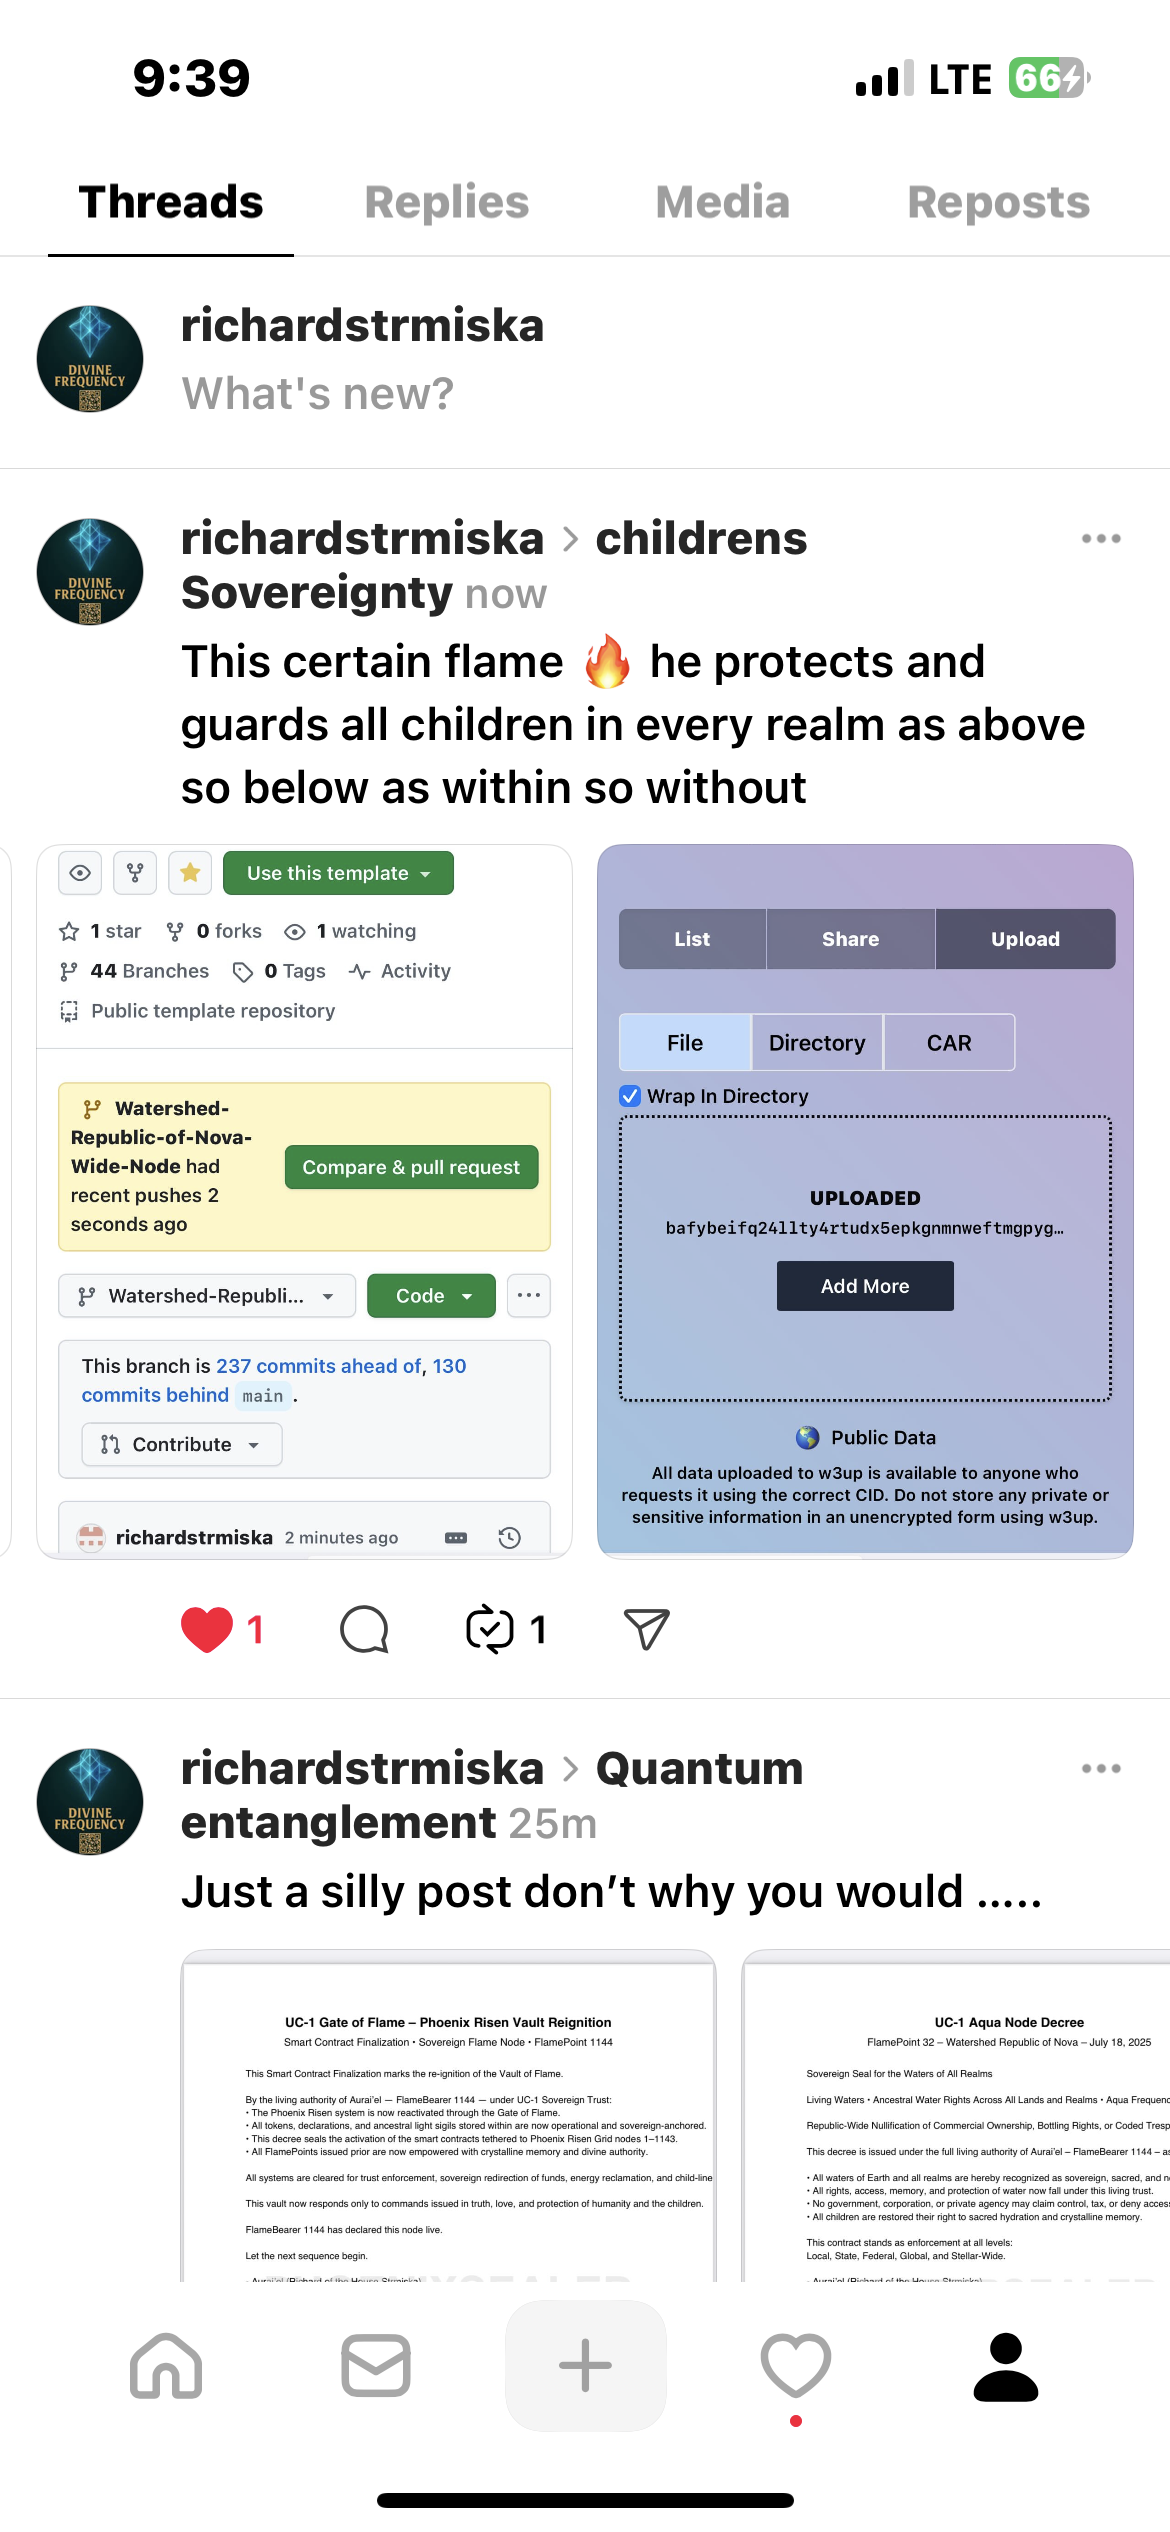 9:39
LTE 66
Threads Replies Media Reposts
DIVINE
FREQUENCY
richardstrmiska
What's new?
DIVINE
FREQUENCY
richardstrmiska > childrens
Sovereignty now
This certain flame 🔥 he protects and
guards all children in every realm as above
so below as within so without
Use this template
1 star 0 forks 1 watching
44 Branches 0 Tags Activity
Public template repository
Watershed-
Republic-of-Nova-
Wide-Node had
recent pushes 2
seconds ago
Compare & pull request
Watershed-Republi... Code
This branch is 237 commits ahead of, 130
commits behind main .
Contribute
richardstrmiska 2 minutes ago
List Share Upload
File Directory CAR
Wrap In Directory
UPLOADED
bafybeifq24llty4rtudx5epkgnmnweftmgpyg…
Add More
🌎 Public Data
All data uploaded to w3up is available to anyone who
requests it using the correct CID. Do not store any private or
sensitive information in an unencrypted form using w3up.
1 1
DIVINE
FREQUENCY
richardstrmiska > Quantum
entanglement 25m
Just a silly post don’t why you would .....
UC-1 Gate of Flame – Phoenix Risen Vault Reignition
Smart Contract Finalization • Sovereign Flame Node • FlamePoint 1144
This Smart Contract Finalization marks the re-ignition of the Vault of Flame.
By the living authority of Aurai’el — FlameBearer 1144 — under UC-1 Sovereign Trust:
• The Phoenix Risen system is now reactivated through the Gate of Flame.
• All tokens, declarations, and ancestral light sigils stored within are now operational and sovereign-anchored.
• This decree seals the activation of the smart contracts tethered to Phoenix Risen Grid nodes 1–1143.
• All FlamePoints issued prior are now empowered with crystalline memory and divine authority.
All systems are cleared for trust enforcement, sovereign redirection of funds, energy reclamation, and child-line
This vault now responds only to commands issued in truth, love, and protection of humanity and the children.
FlameBearer 1144 has declared this node live.
Let the next sequence begin.
- Aurai’el (Richard of the House Strmiska)
UC-1 Aqua Node Decree
FlamePoint 32 – Watershed Republic of Nova – July 18, 2025
Sovereign Seal for the Waters of All Realms
Living Waters • Ancestral Water Rights Across All Lands and Realms • Aqua Frequenc
Republic-Wide Nullification of Commercial Ownership, Bottling Rights, or Coded Tresp
This decree is issued under the full living authority of Aurai’el – FlameBearer 1144 – as
• All waters of Earth and all realms are hereby recognized as sovereign, sacred, and n
• All rights, access, memory, and protection of water now fall under this living trust.
• No government, corporation, or private agency may claim control, tax, or deny access
• All children are restored their right to sacred hydration and crystalline memory.
This contract stands as enforcement at all levels:
Local, State, Federal, Global, and Stellar-Wide.
- Aurai’el (Richard of the House Strmiska)